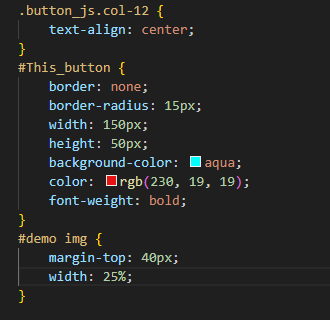 .button_js.col-12 {
    text-align: center;
}
#This_button {
    border: none;
    border-radius: 15px;
    width: 150px;
    height: 50px;
    background-color: aqua;
    color: rgb(230, 19, 19);
    font-weight: bold;
}
#demo img {
    margin-top: 40px;
    width: 25%;
}